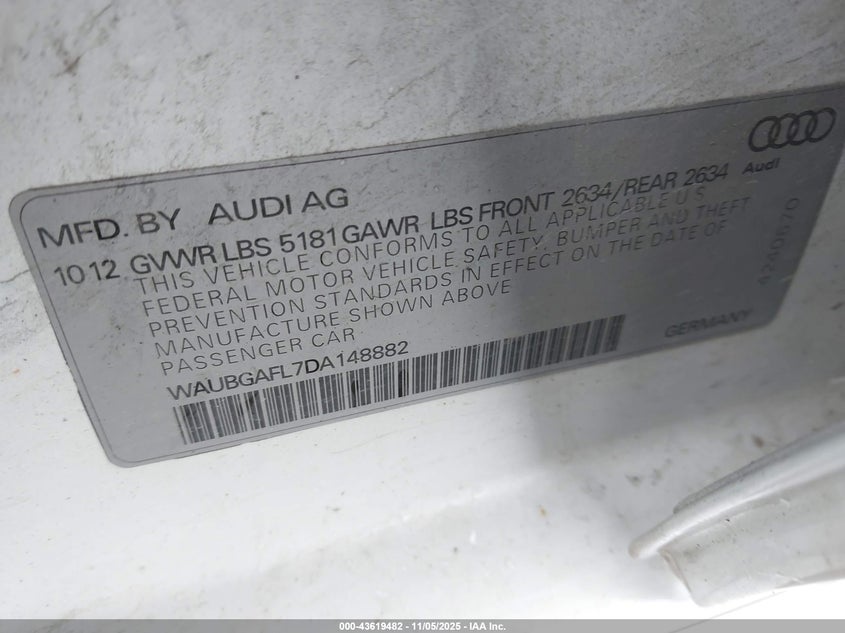 Audi
MFD. BY AUDI AG
10 12 GVWR LBS 5181 GAWR LBS FRONT 2634/REAR 2634
THIS VEHICLE CONFORMS TO ALL APPLICABLE U S
FEDERAL MOTOR VEHICLE SAFETY, BUMPER AND THEFT
PREVENTION STANDARDS IN EFFECT ON THE DATE OF
MANUFACTURE SHOWN ABOVE
PASSENGER CAR
WAUBGAFL7DA148882
GERMANY
4240670
000-43619482 - 11/05/2025 - IAA Inc.